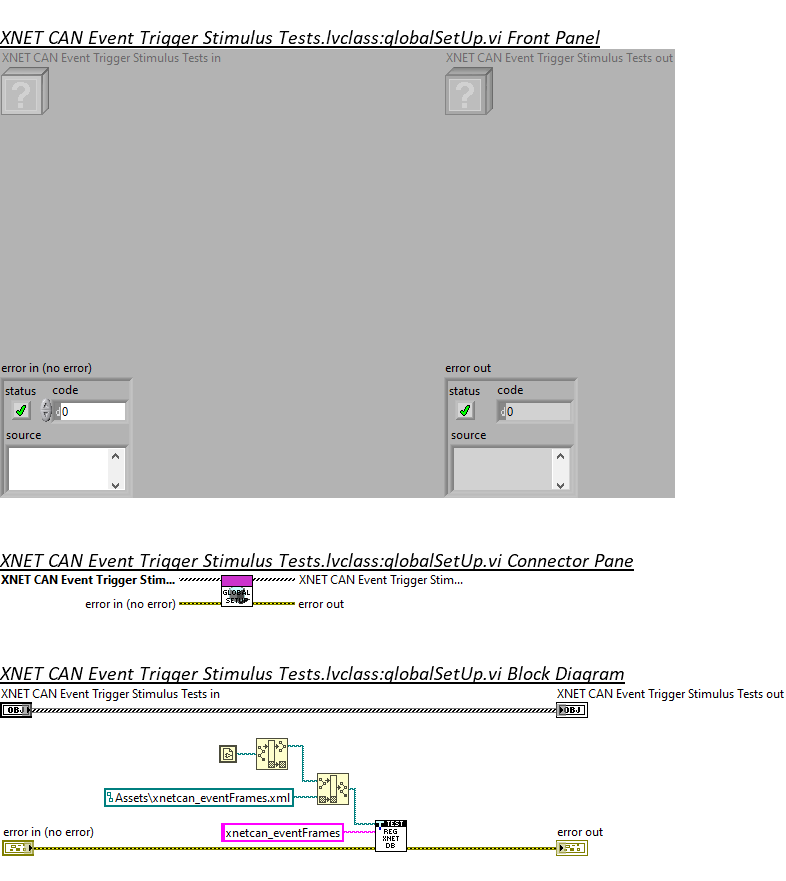 XNET CAN Event Trigger Stimulus Tests.lvclass:globalSetUp.vi Front Panel
XNET CAN Event Trigger Stimulus Tests in
XNET CAN Event Trigger Stimulus Tests out
?
?
error in (no error)
error out
status code
status code
d 0
d 0
source
source
XNET CAN Event Trigger Stimulus Tests.lvclass:globalSetUp.vi Connector Pane
XNET CAN Event Trigger Stim...
XNET CAN Event Trigger Stim...
GLOBAL
SETUP
error in (no error)
error out
XNET CAN Event Trigger Stimulus Tests.lvclass:globalSetUp.vi Block Diagram
XNET CAN Event Trigger Stimulus Tests in
XNET CAN Event Trigger Stimulus Tests out
OBJ
OBJ
Assets\xnetcan_eventFrames.xml
xnetcan_eventFrames
TEST
REG
XNET
DB
error in (no error)
error out